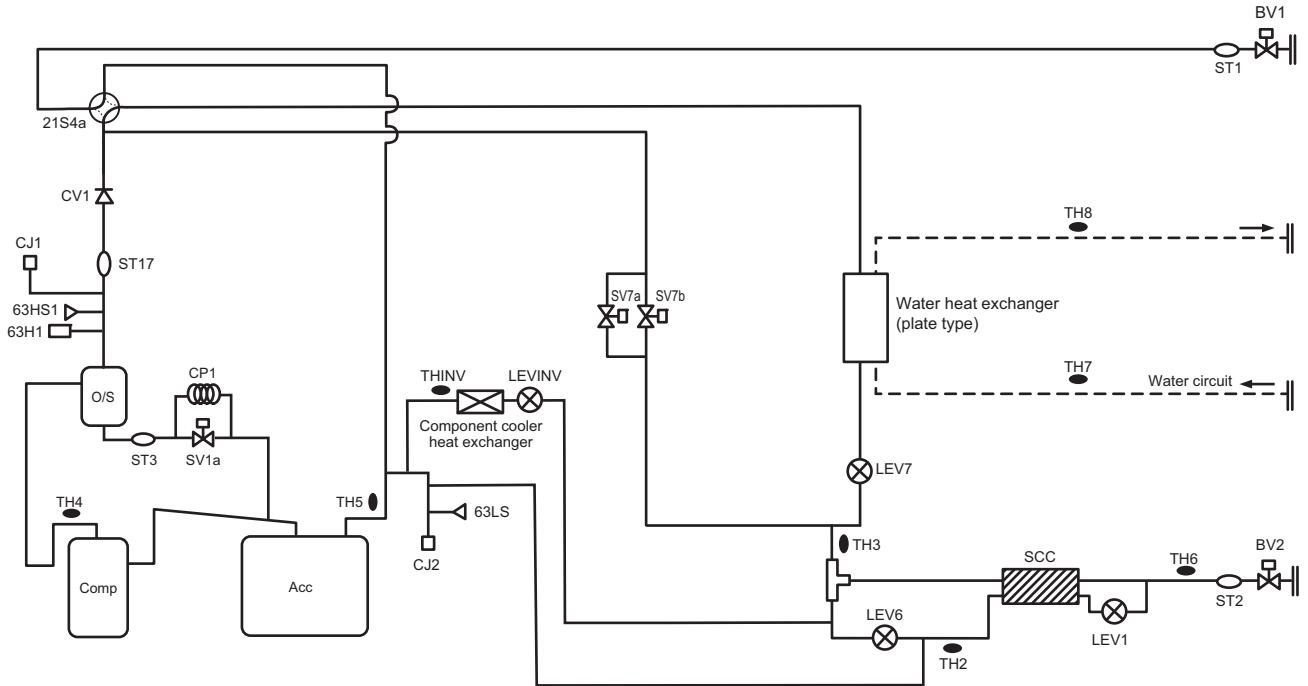 BV1
ST1
21S4a
CV1
TH8
CJ1
ST17
SV7a
SV7b
63HS1
Water heat exchanger
(plate type)
63H1
TH7
THINV
LEVINV
CP1
Water circuit
O/S
Component cooler
heat exchanger
ST3
SV1a
LEV7
TH4
TH5
63LS
TH3
SCC
TH6
BV2
CJ2
Comp
Acc
ST2
LEV6
LEV1
TH2